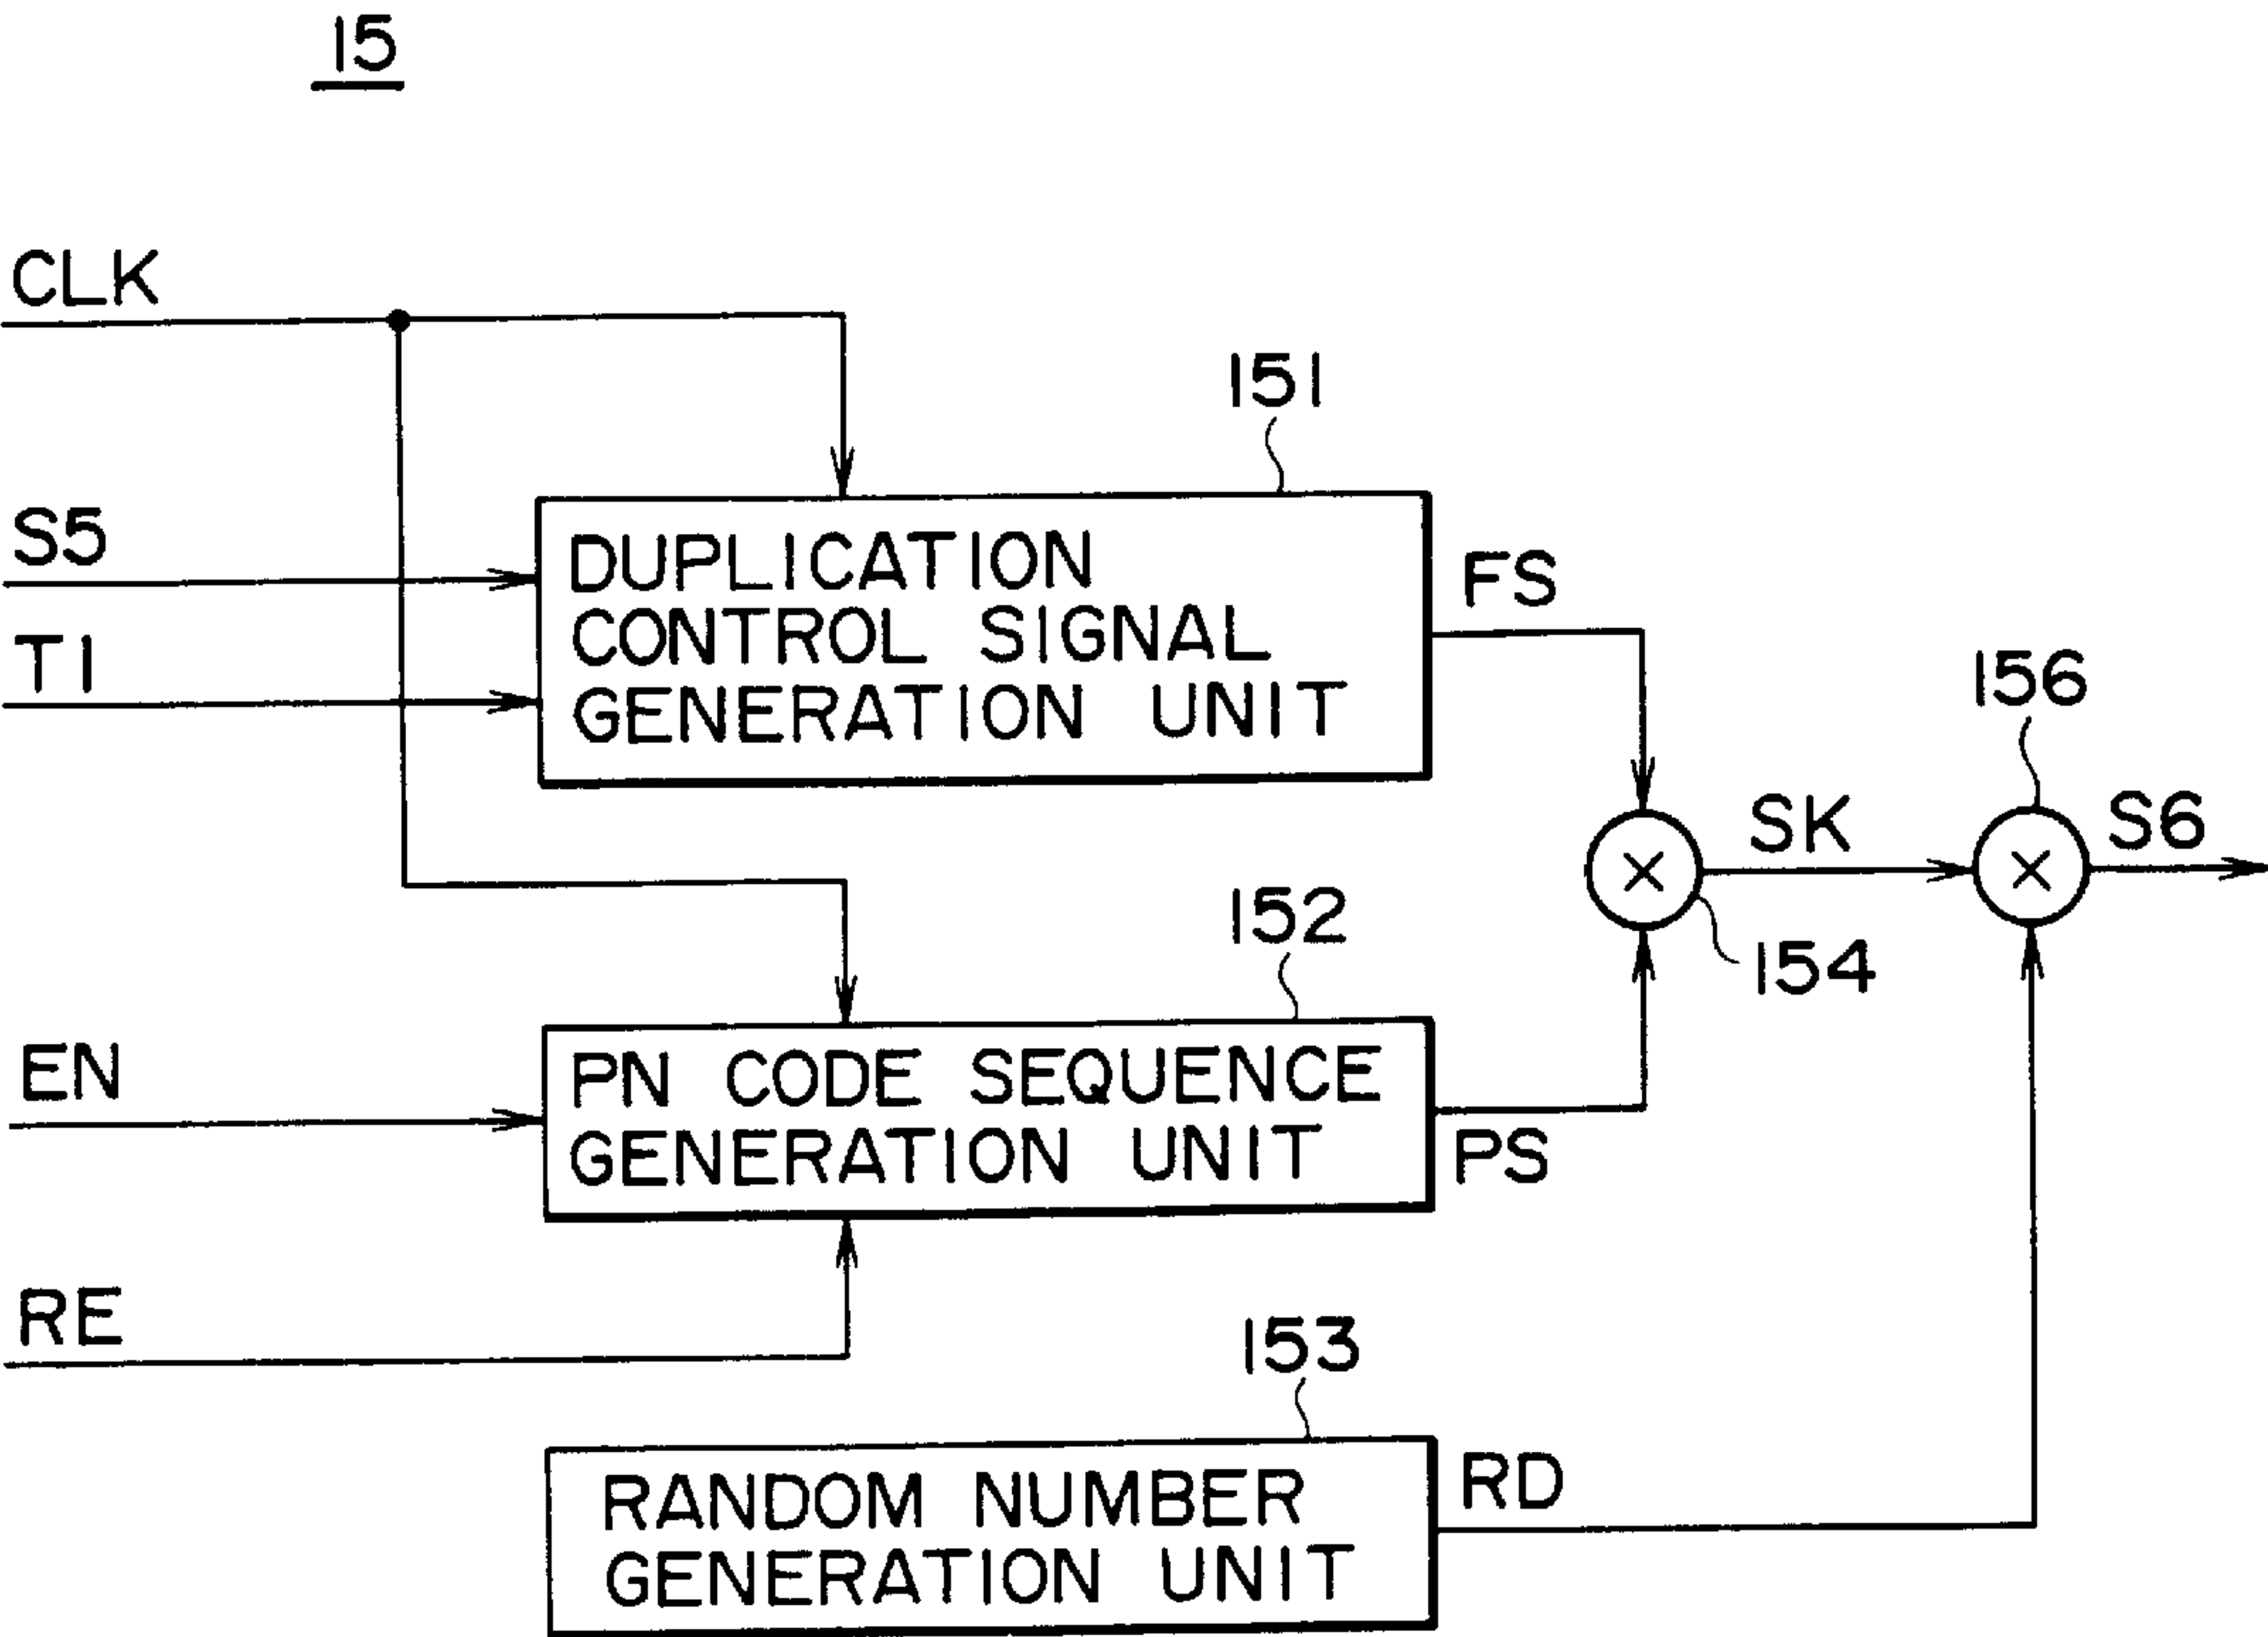 15
CLK
151
S5
DUPLICATION
CONTROL SIGNAL
GENERATION UNIT
FS
T1
156
SK
S6
154
152
EN
PN CODE SEQUENCE
GENERATION UNIT
PS
RE
153
RANDOM NUMBER
GENERATION UNIT
RD